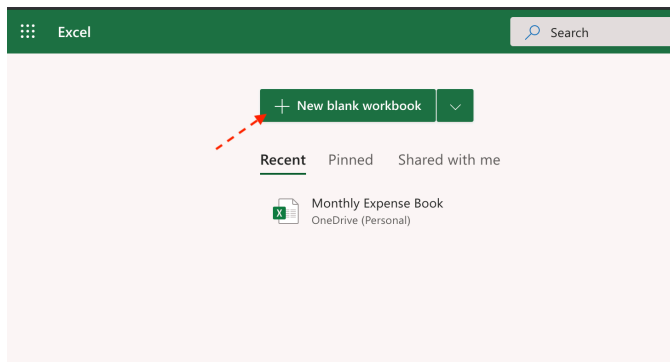 Excel
Search
New blank workbook
Recent Pinned Shared with me
Monthly Expense Book
OneDrive (Personal)